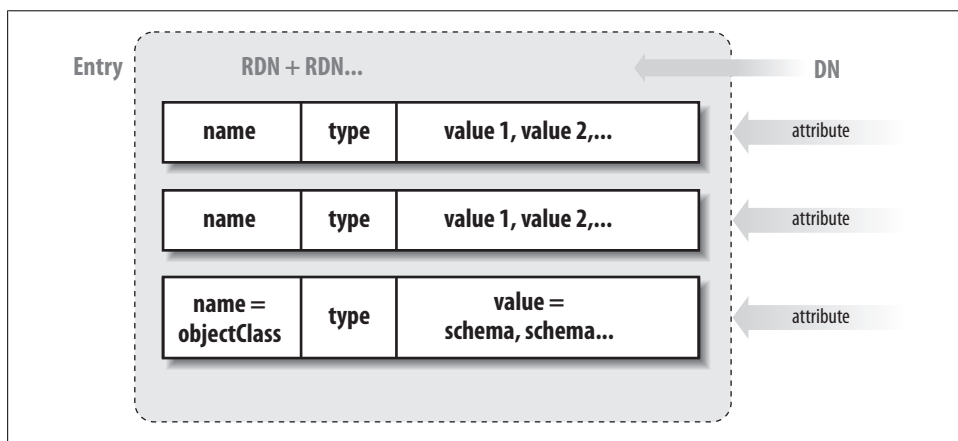 Entry
RDN + RDN...
DN
name
type
value 1, value 2,...
attribute
name
type
value 1, value 2,...
attribute
name =
objectClass
type
value =
schema, schema...
attribute